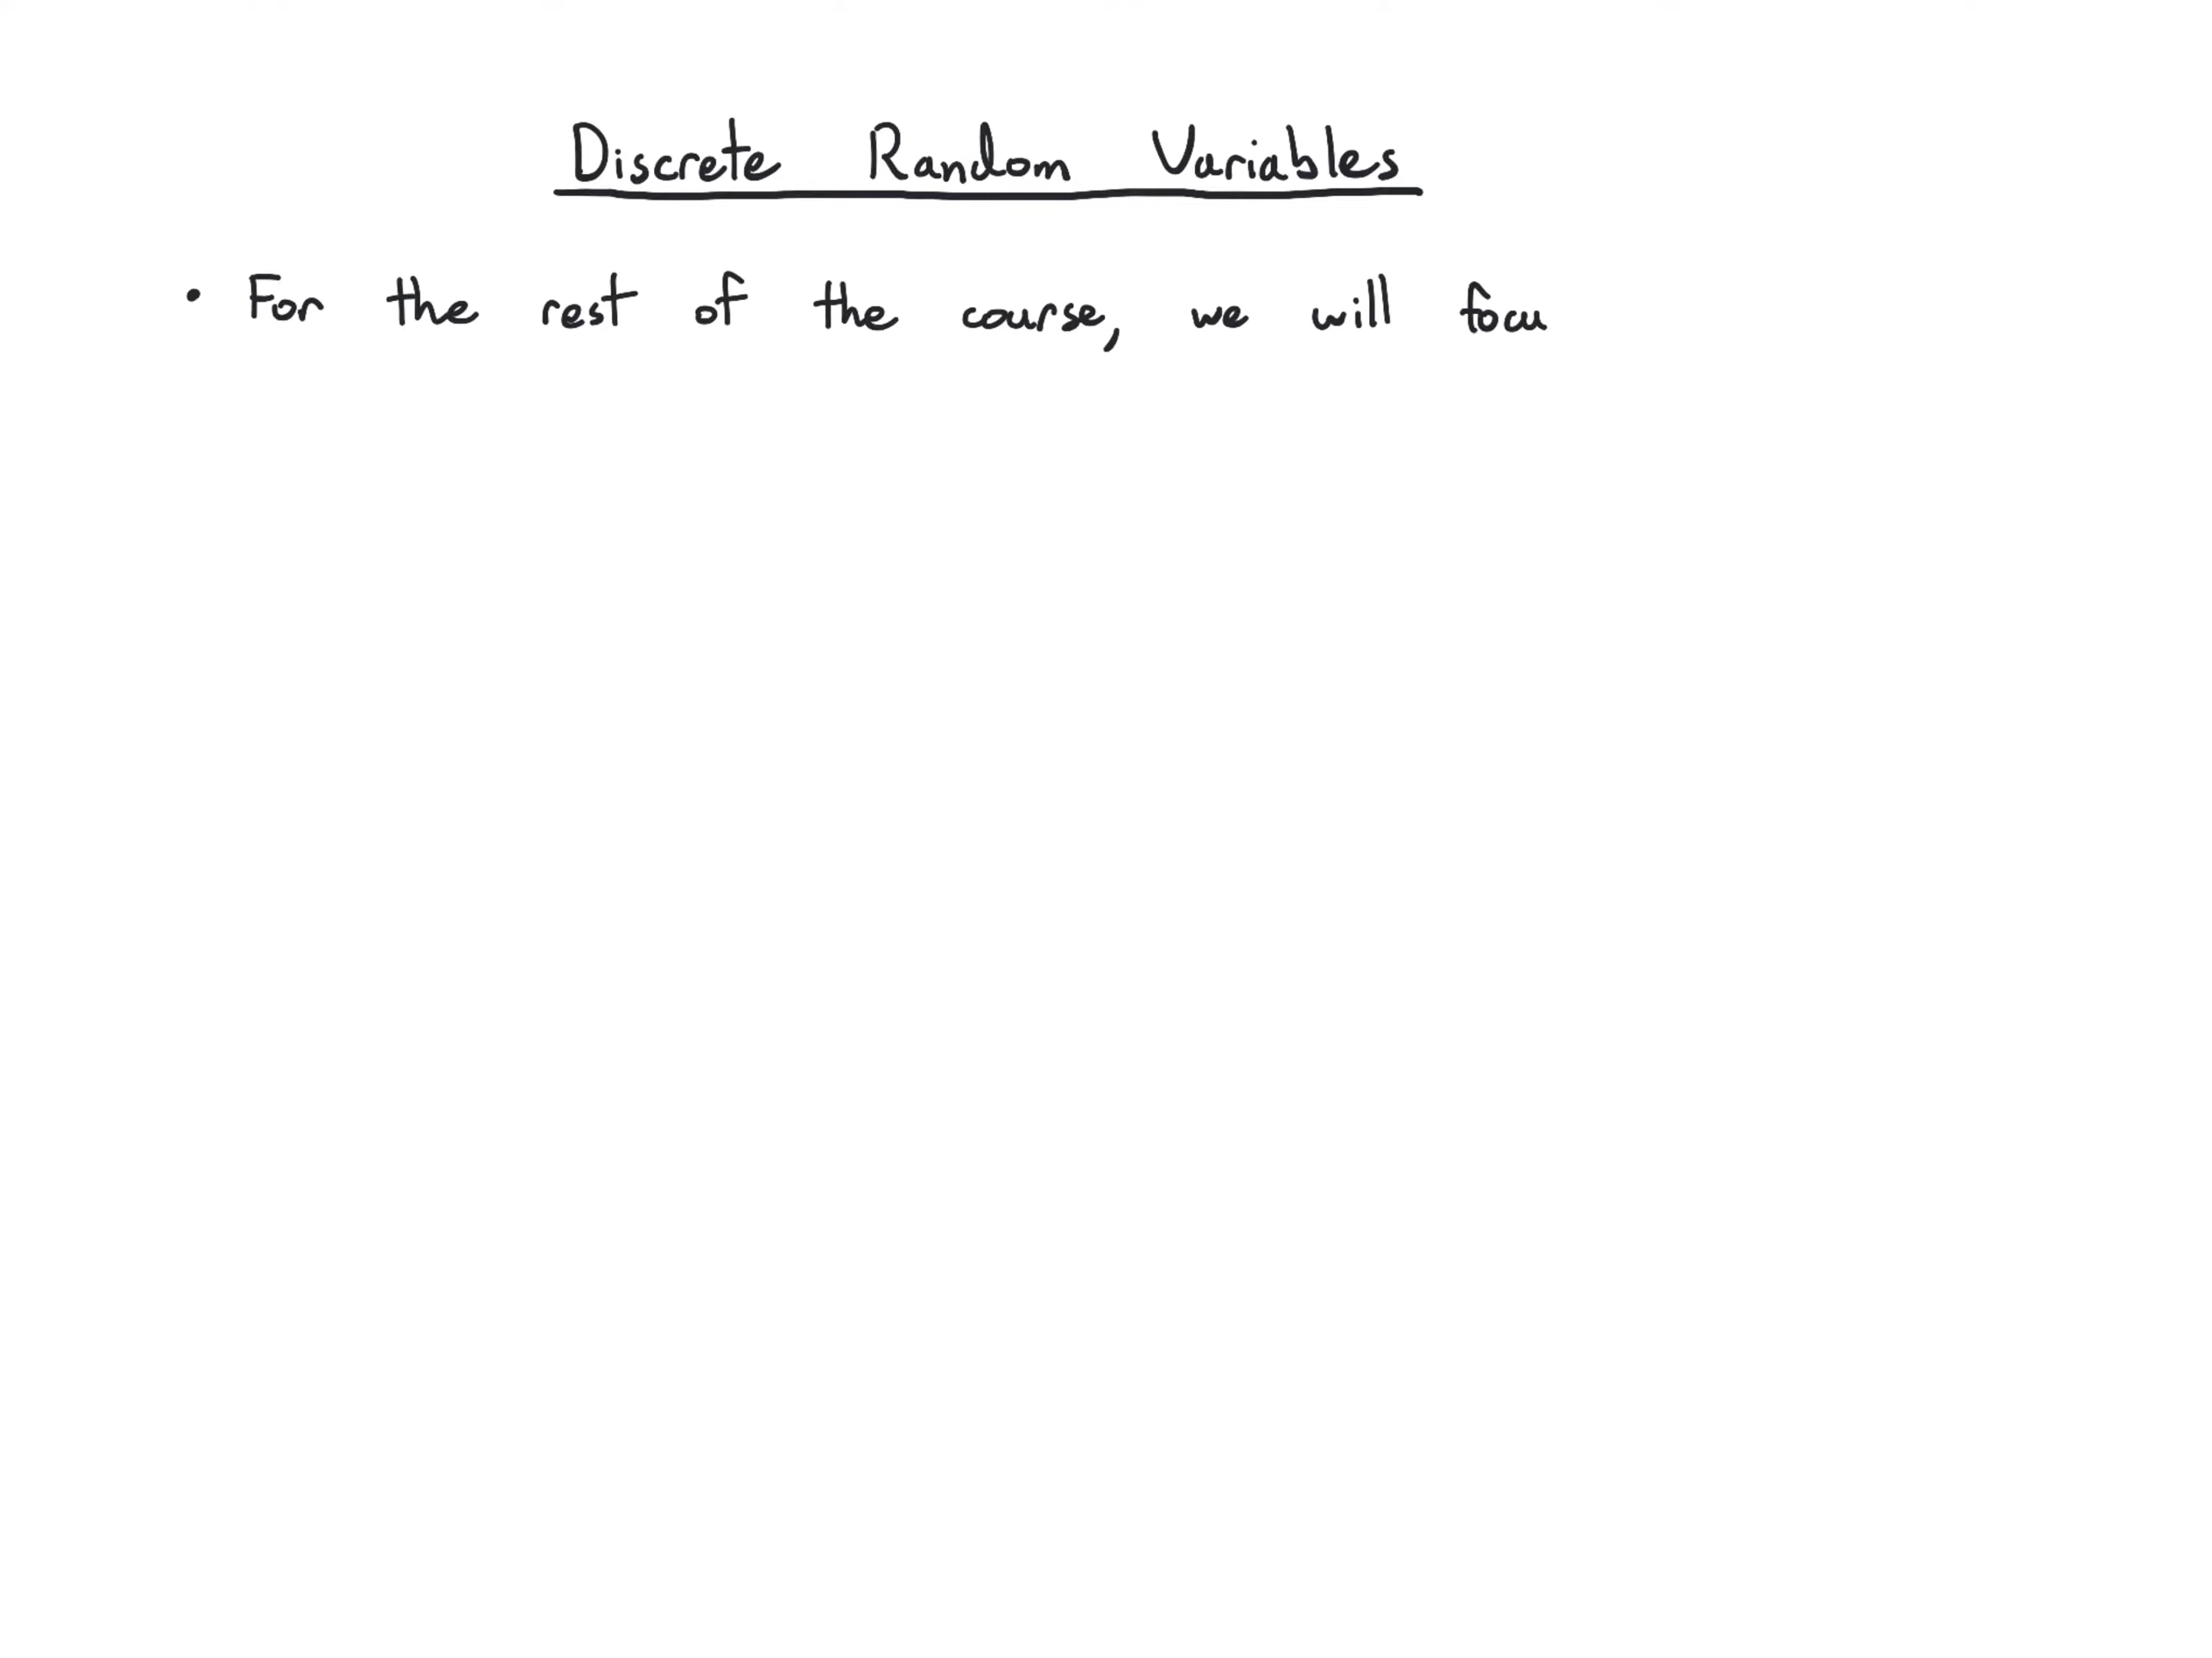 Discrete Random Variables
• For the rest of the course, we will focu